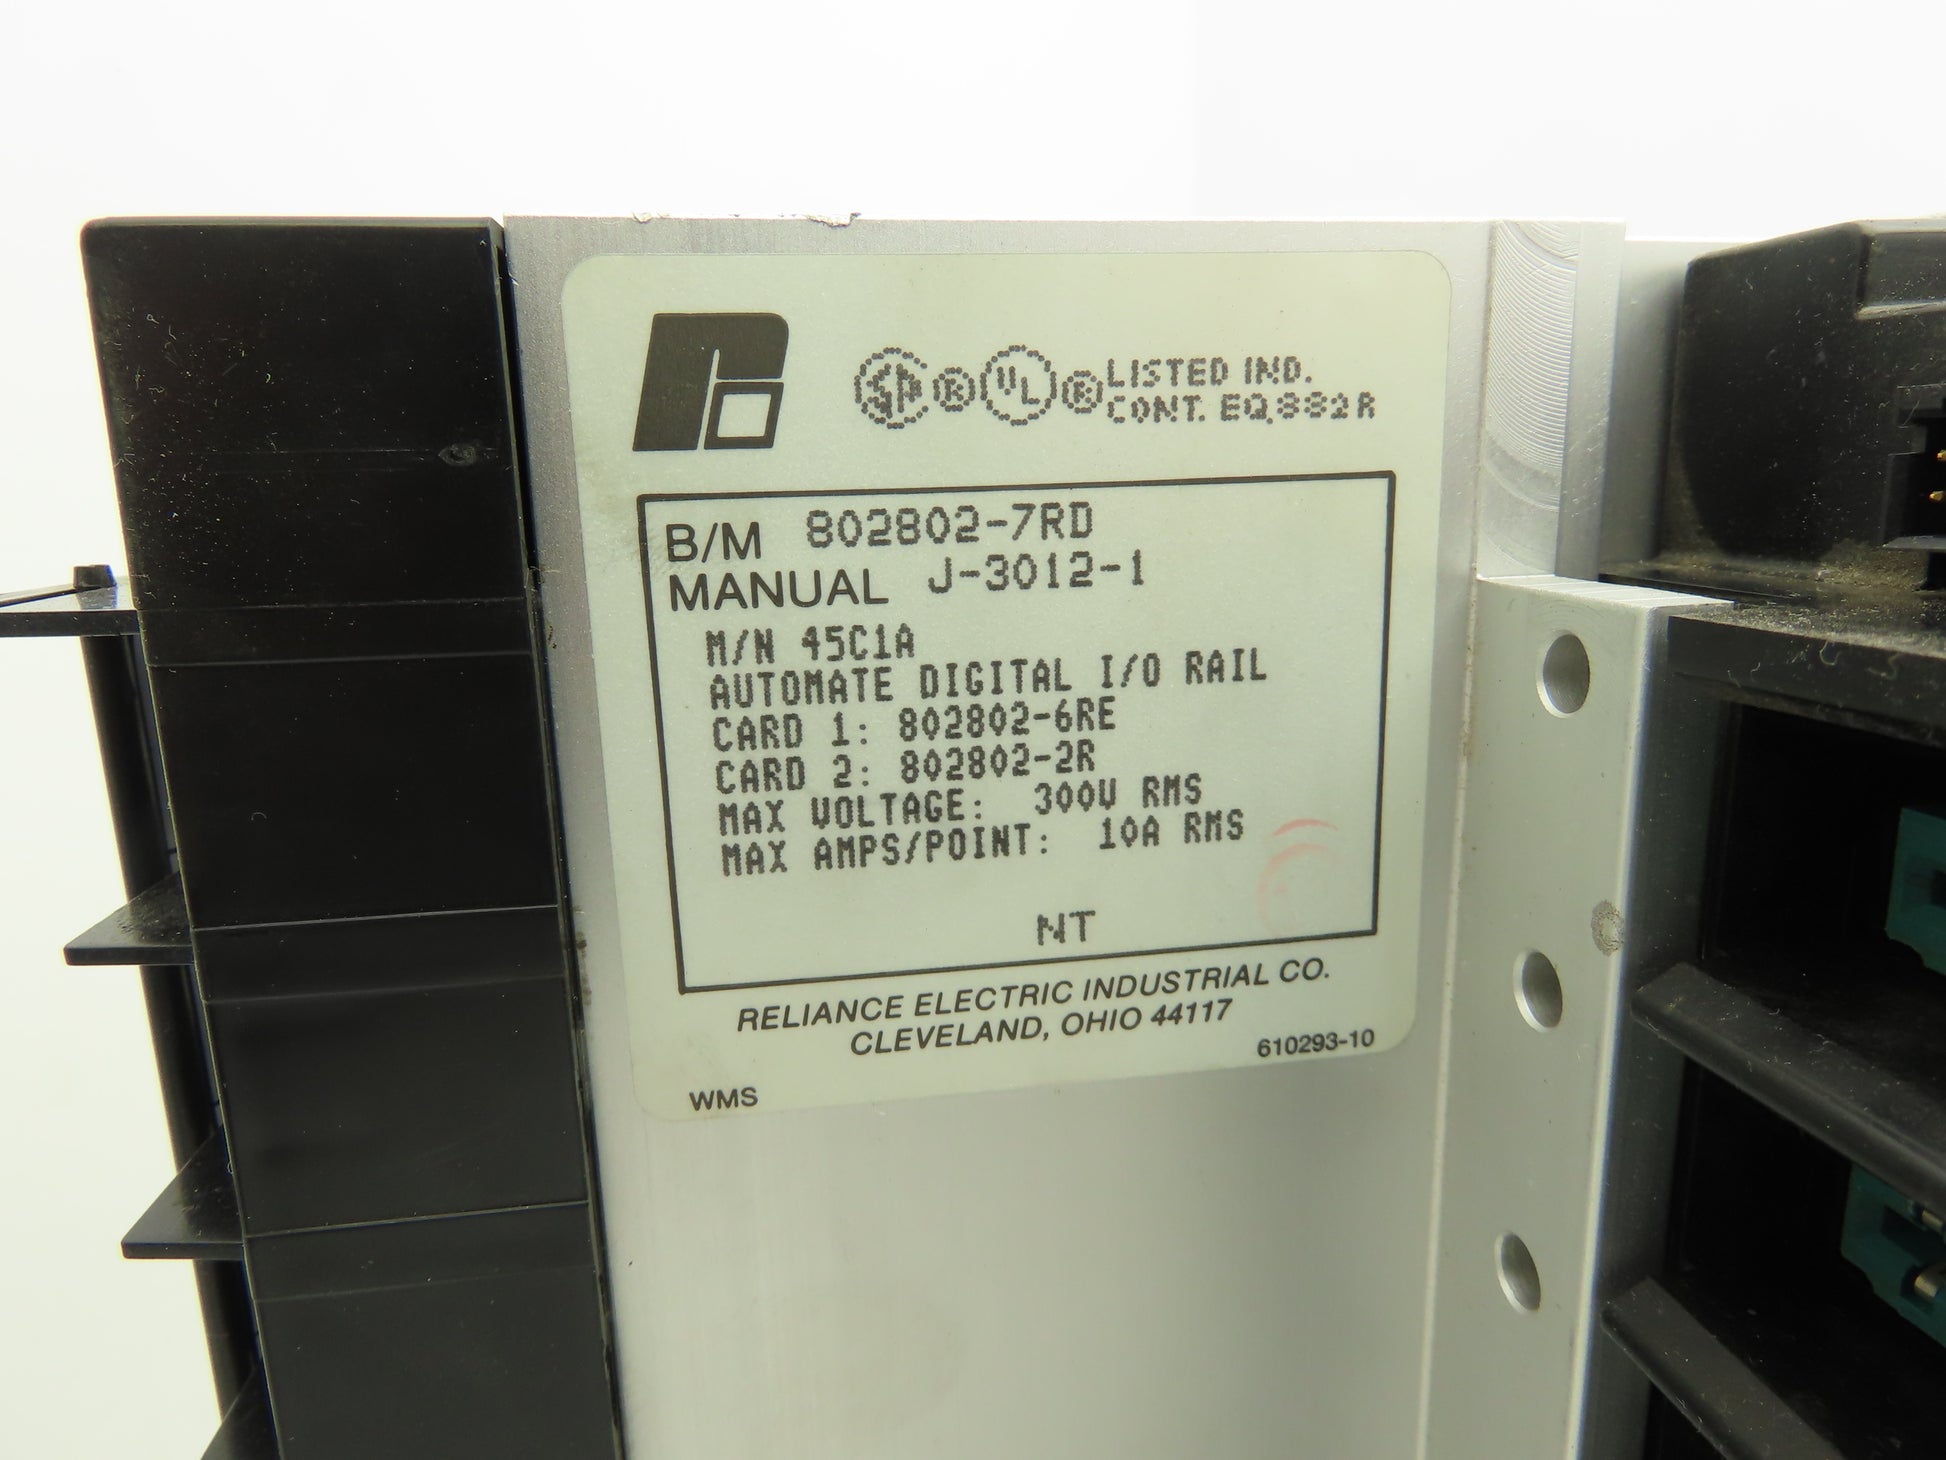 LISTED IND.
CONT. EQ.882R
B/M 802802-7RD
MANUAL J-3012-1
M/N 45C1A
AUTOMATE DIGITAL I/O RAIL
CARD 1: 802802-6RE
CARD 2: 802802-2R
MAX VOLTAGE: 300V RMS
MAX AMPS/POINT: 10A RMS
NT
RELIANCE ELECTRIC INDUSTRIAL CO.
CLEVELAND, OHIO 44117
610293-10
WMS